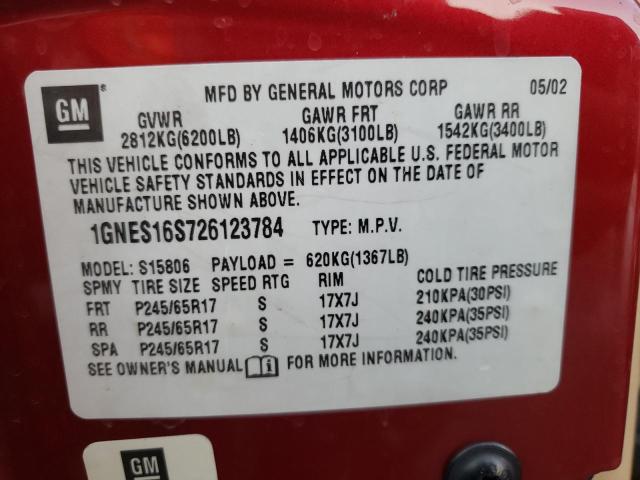 GM
MFD BY GENERAL MOTORS CORP 05/02
GVWR GAWR FRT GAWR RR
2812KG(6200LB) 1406KG(3100LB) 1542KG(3400LB)
THIS VEHICLE CONFORMS TO ALL APPLICABLE U.S. FEDERAL MOTOR
VEHICLE SAFETY STANDARDS IN EFFECT ON THE DATE OF
MANUFACTURE SHOWN ABOVE.
1GNES16S726123784 TYPE: M.P.V.
MODEL: S15806 PAYLOAD = 620KG(1367LB)
SPMY TIRE SIZE SPEED RTG RIM COLD TIRE PRESSURE
FRT P245/65R17 S 17X7J 210KPA(30PSI)
RR P245/65R17 S 17X7J 240KPA(35PSI)
SPA P245/65R17 S 17X7J 240KPA(35PSI)
SEE OWNER'S MANUAL FOR MORE INFORMATION.
GM